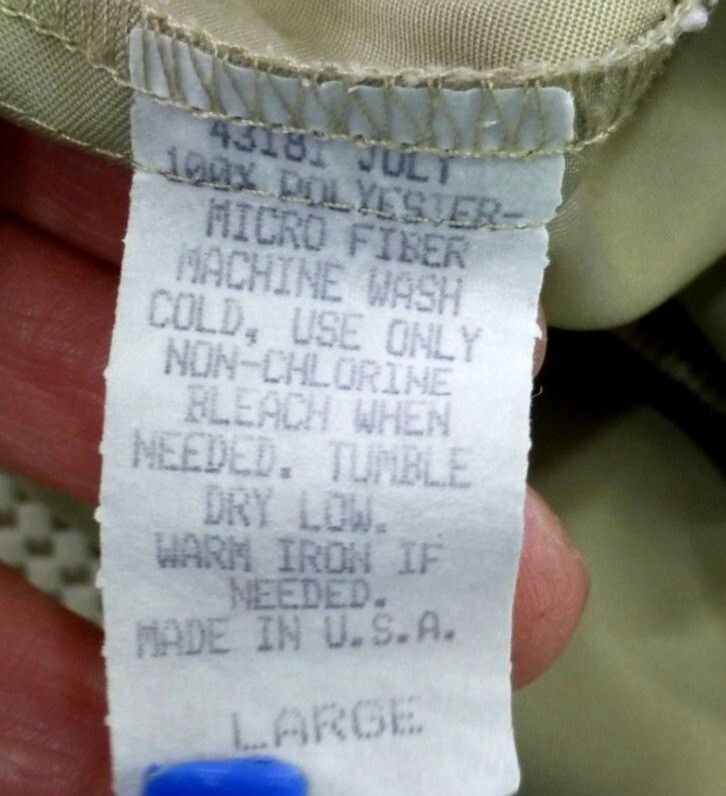 43181 JULY
100% POLYESTER-
MICRO FIBER
MACHINE WASH
COLD, USE ONLY
NON-CHLORINE
BLEACH WHEN
NEEDED. TUMBLE
DRY LOW.
WARM IRON IF
NEEDED.
MADE IN U.S.A.
LARGE